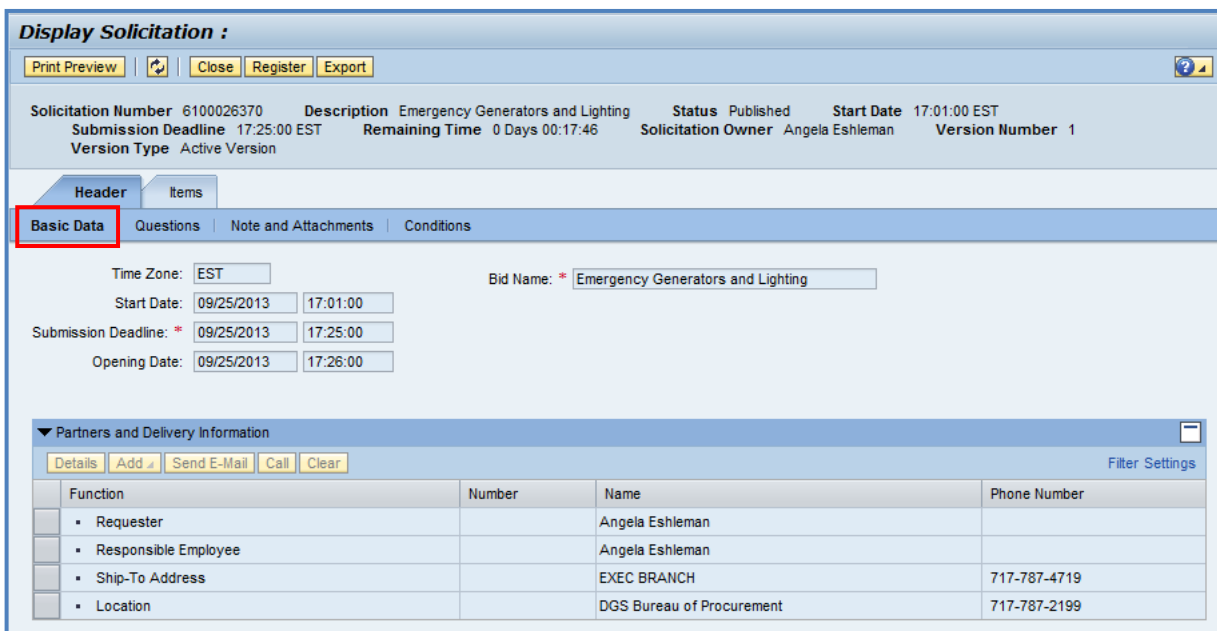 Display Solicitation :
Print Preview Close Register Export
Solicitation Number 6100026370 Description Emergency Generators and Lighting Status Published Start Date 17:01:00 EST
Submission Deadline 17:25:00 EST Remaining Time 0 Days 00:17:46 Solicitation Owner Angela Eshleman Version Number 1
Version Type Active Version
Header Items
Basic Data Questions Note and Attachments Conditions
Time Zone: EST Bid Name: * Emergency Generators and Lighting
Start Date: 09/25/2013 17:01:00
Submission Deadline: * 09/25/2013 17:25:00
Opening Date: 09/25/2013 17:26:00
Partners and Delivery Information
Details Add Send E-Mail Call Clear Filter Settings
Function Number Name Phone Number
Requester Angela Eshleman
Responsible Employee Angela Eshleman
Ship-To Address EXEC BRANCH 717-787-4719
Location DGS Bureau of Procurement 717-787-2199